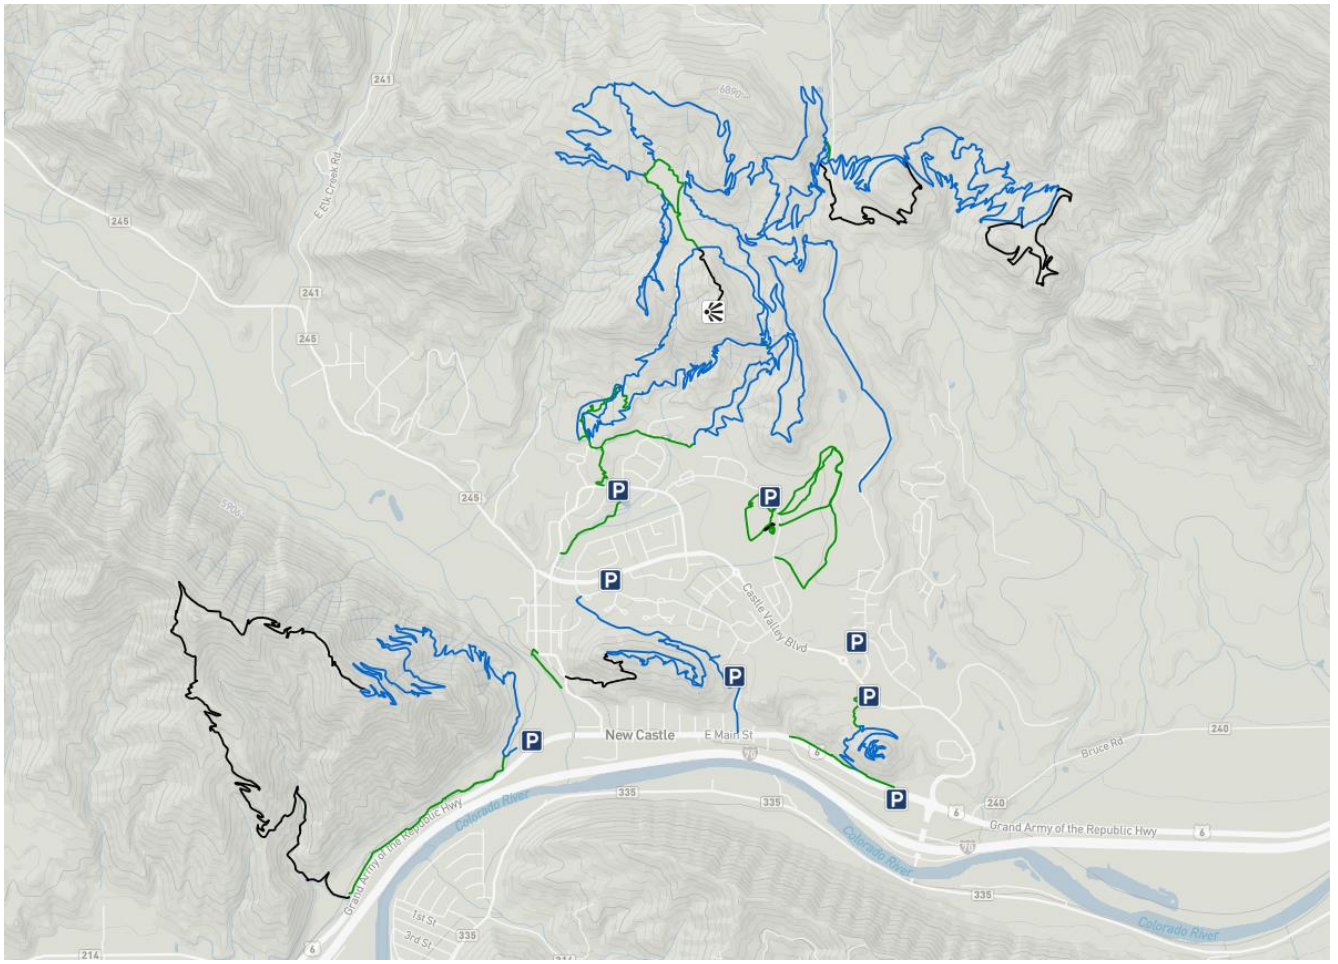 6890
241
E Elk Creek Rd
245
241
245
245
5906
P
P
P
Castle Valley Blvd
P
P
P
P
New Castle
E Main St
6
70
240
Bruce Rd
P
335
335
Colorado River
240
6
Grand Army of the Republic Hwy
6
Grand Army of the Republic Hwy
Colorado River
70
335
1st St
3rd St
335
Colorado River
6
214
214